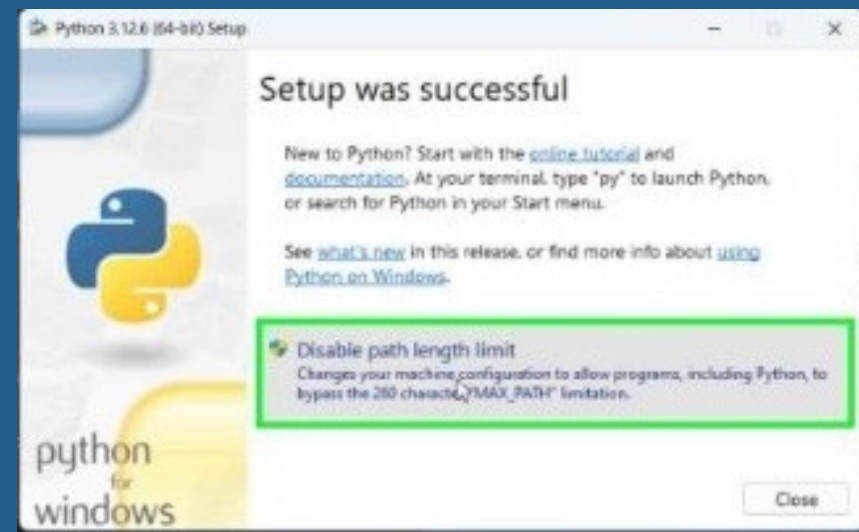 Python 3.12.6 (64-bit) Setup
Setup was successful
New to Python? Start with the online tutorial and
documentation. At your terminal, type "py" to launch Python,
or search for Python in your Start menu.
See what's new in this release, or find more info about using
Python on Windows.
Disable path length limit
Changes your machine configuration to allow programs, including Python, to
bypass the 260 character "MAX_PATH" limitation.
python
for
windows
Close